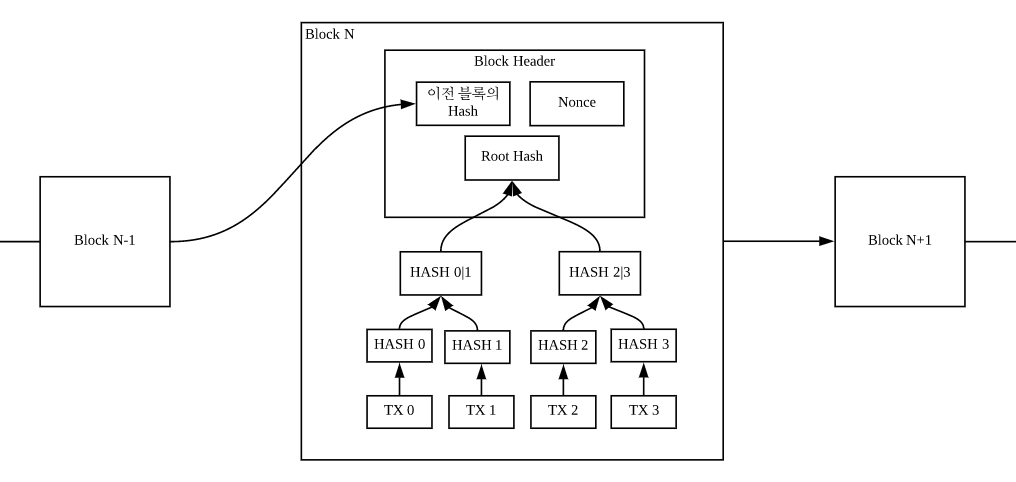 Block N
Block Header
이전 블록의
Hash
Nonce
Root Hash
Block N-1
Block N+1
HASH 0|1
HASH 2|3
HASH 0
HASH 1
HASH 2
HASH 3
TX 0
TX 1
TX 2
TX 3